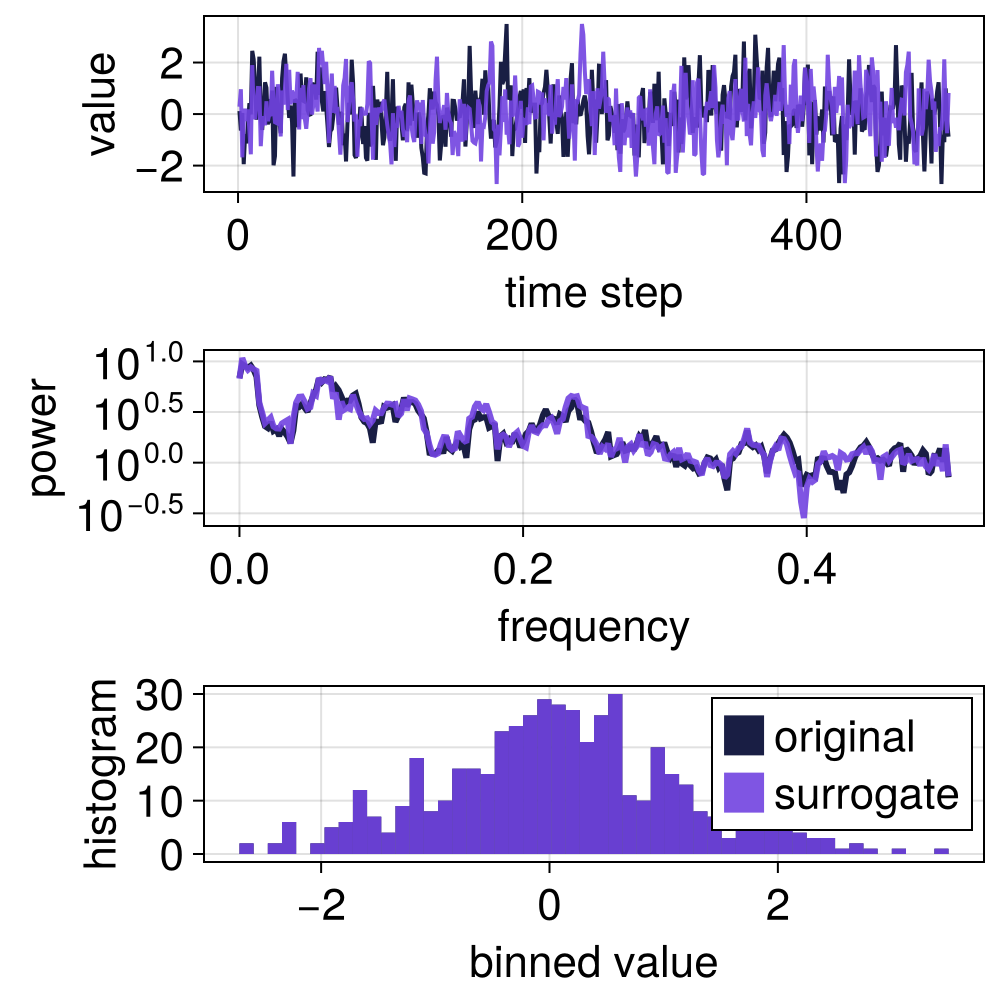 value
2
0
−2
0
200
400
time step
power
10^1.0
10^0.5
10^0.0
10^−0.5
0.0
0.2
0.4
frequency
histogram
30
20
10
0
original
surrogate
−2
0
2
binned value